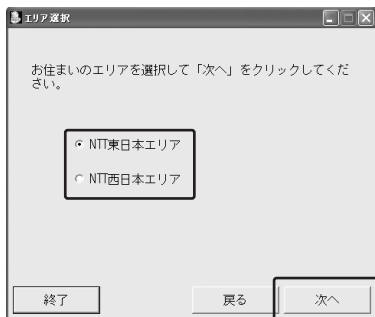 エリア選択
お住まいのエリアを選択して「次へ」をクリックしてくだ
さい。
NTT東日本エリア
NTT西日本エリア
終了
戻る
次へ